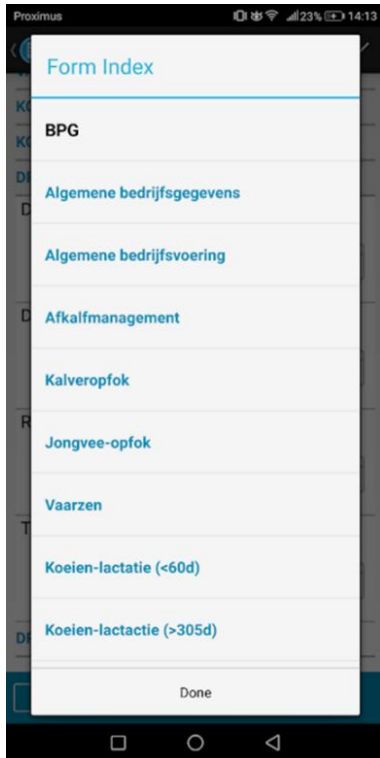 Proximus 23% 14:13
Form Index
BPG
Algemene bedrijfsgegevens
Algemene bedrijfsvoering
Afkalfmanagement
Kalveropfok
Jongvee-opfok
Vaarzen
Koeien-lactatie (<60d)
Koeien-lactactie (>305d)
Done